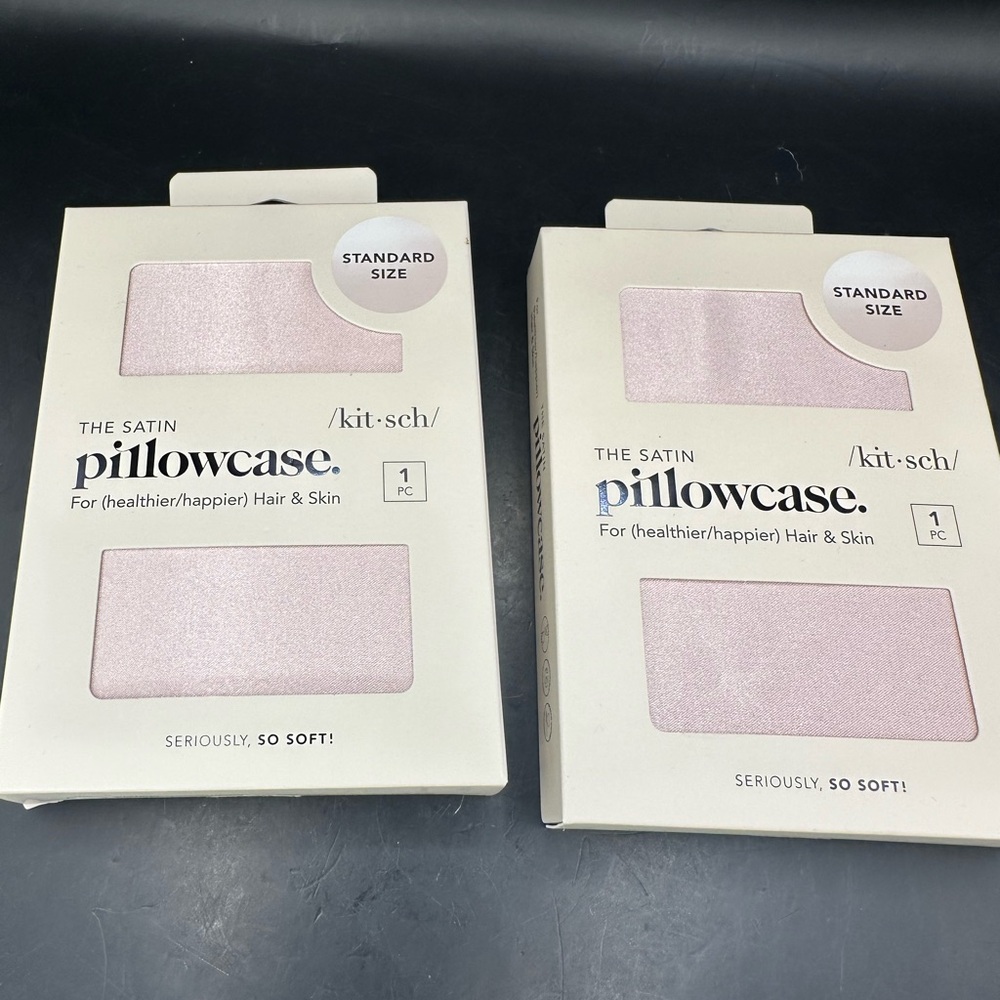 STANDARD
SIZE
THE SATIN
/kit·sch/
pillowcase.
1
PC
For (healthier/happier) Hair & Skin
SERIOUSLY, SO SOFT!
STANDARD
SIZE
THE SATIN
/kit·sch/
pillowcase.
1
PC
For (healthier/happier) Hair & Skin
SERIOUSLY, SO SOFT!
pillowcase.